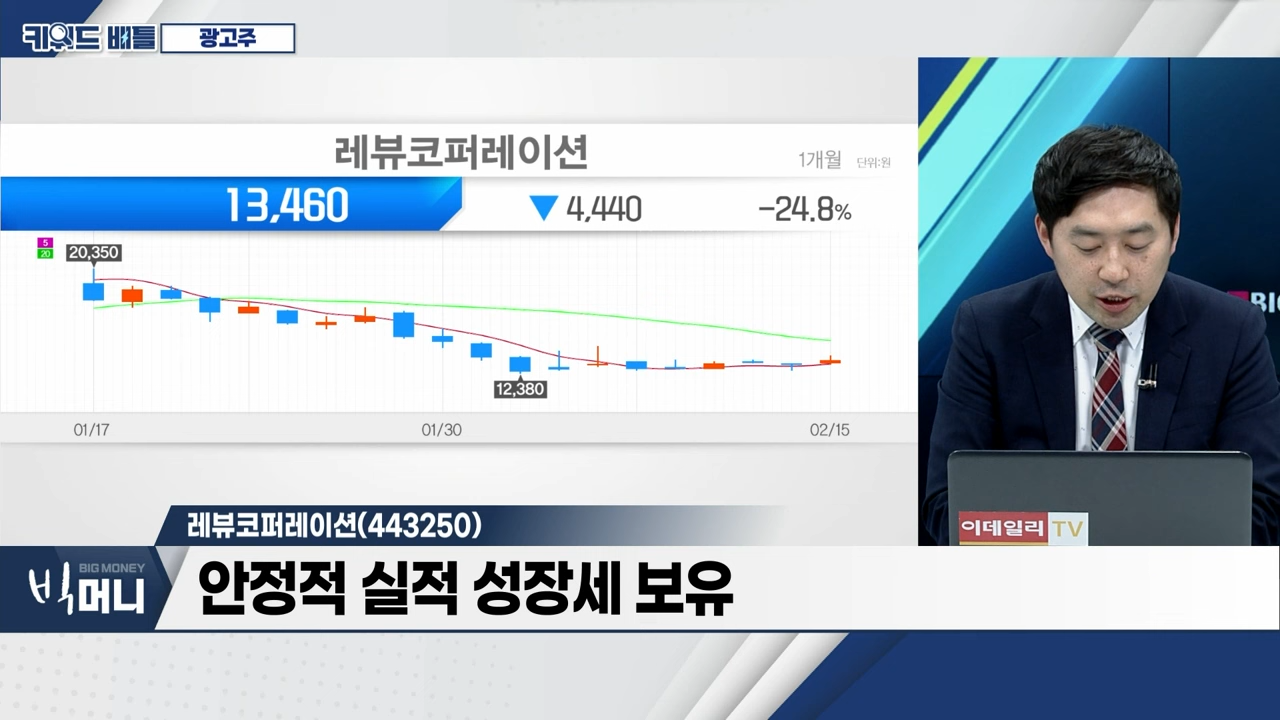 키워드 배틀
광고주
레뷰코퍼레이션
1개월 단위:원
13,460 ▼ 4,440 -24.8%
5
20
20,350
12,380
01/17 01/30 02/15
BIG
이데일리 TV
레뷰코퍼레이션(443250)
BIG MONEY
빅머니
안정적 실적 성장세 보유